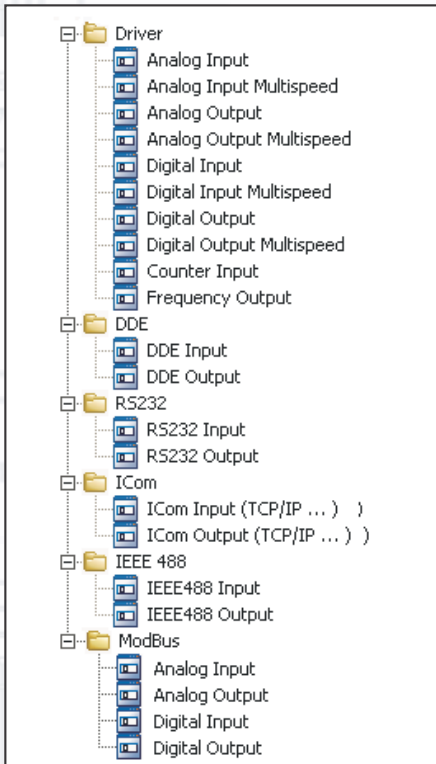 Driver
Analog Input
Analog Input Multispeed
Analog Output
Analog Output Multispeed
Digital Input
Digital Input Multispeed
Digital Output
Digital Output Multispeed
Counter Input
Frequency Output
DDE
DDE Input
DDE Output
RS232
RS232 Input
RS232 Output
ICom
ICom Input (TCP/IP ... )   )
ICom Output (TCP/IP ... )  )
IEEE 488
IEEE488 Input
IEEE488 Output
ModBus
Analog Input
Analog Output
Digital Input
Digital Output